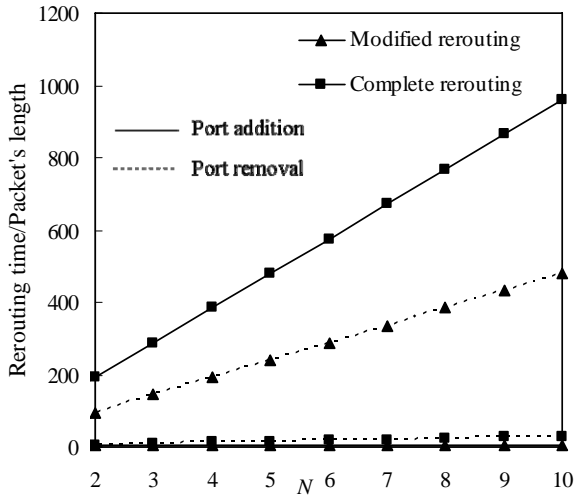 1200
1000
800
600
400
200
0
Rerouting time/Packet's length
Modified rerouting
Complete rerouting
Port addition
Port removal
2 3 4 5 6 7 8 9 10
N